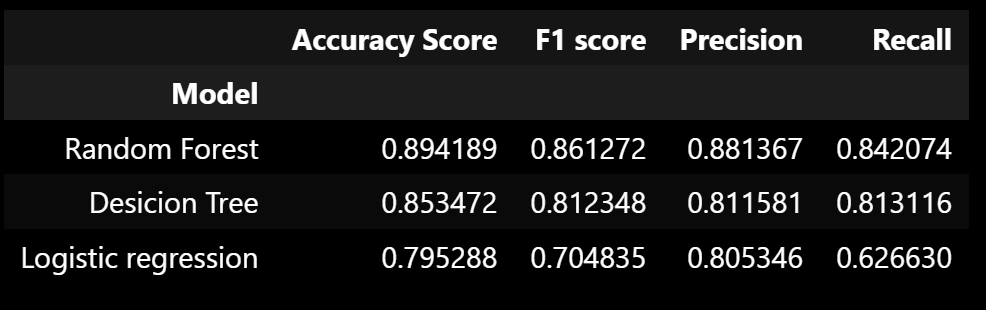 Accuracy Score F1 score Precision Recall
Model
Random Forest 0.894189 0.861272 0.881367 0.842074
Desicion Tree 0.853472 0.812348 0.811581 0.813116
Logistic regression 0.795288 0.704835 0.805346 0.626630